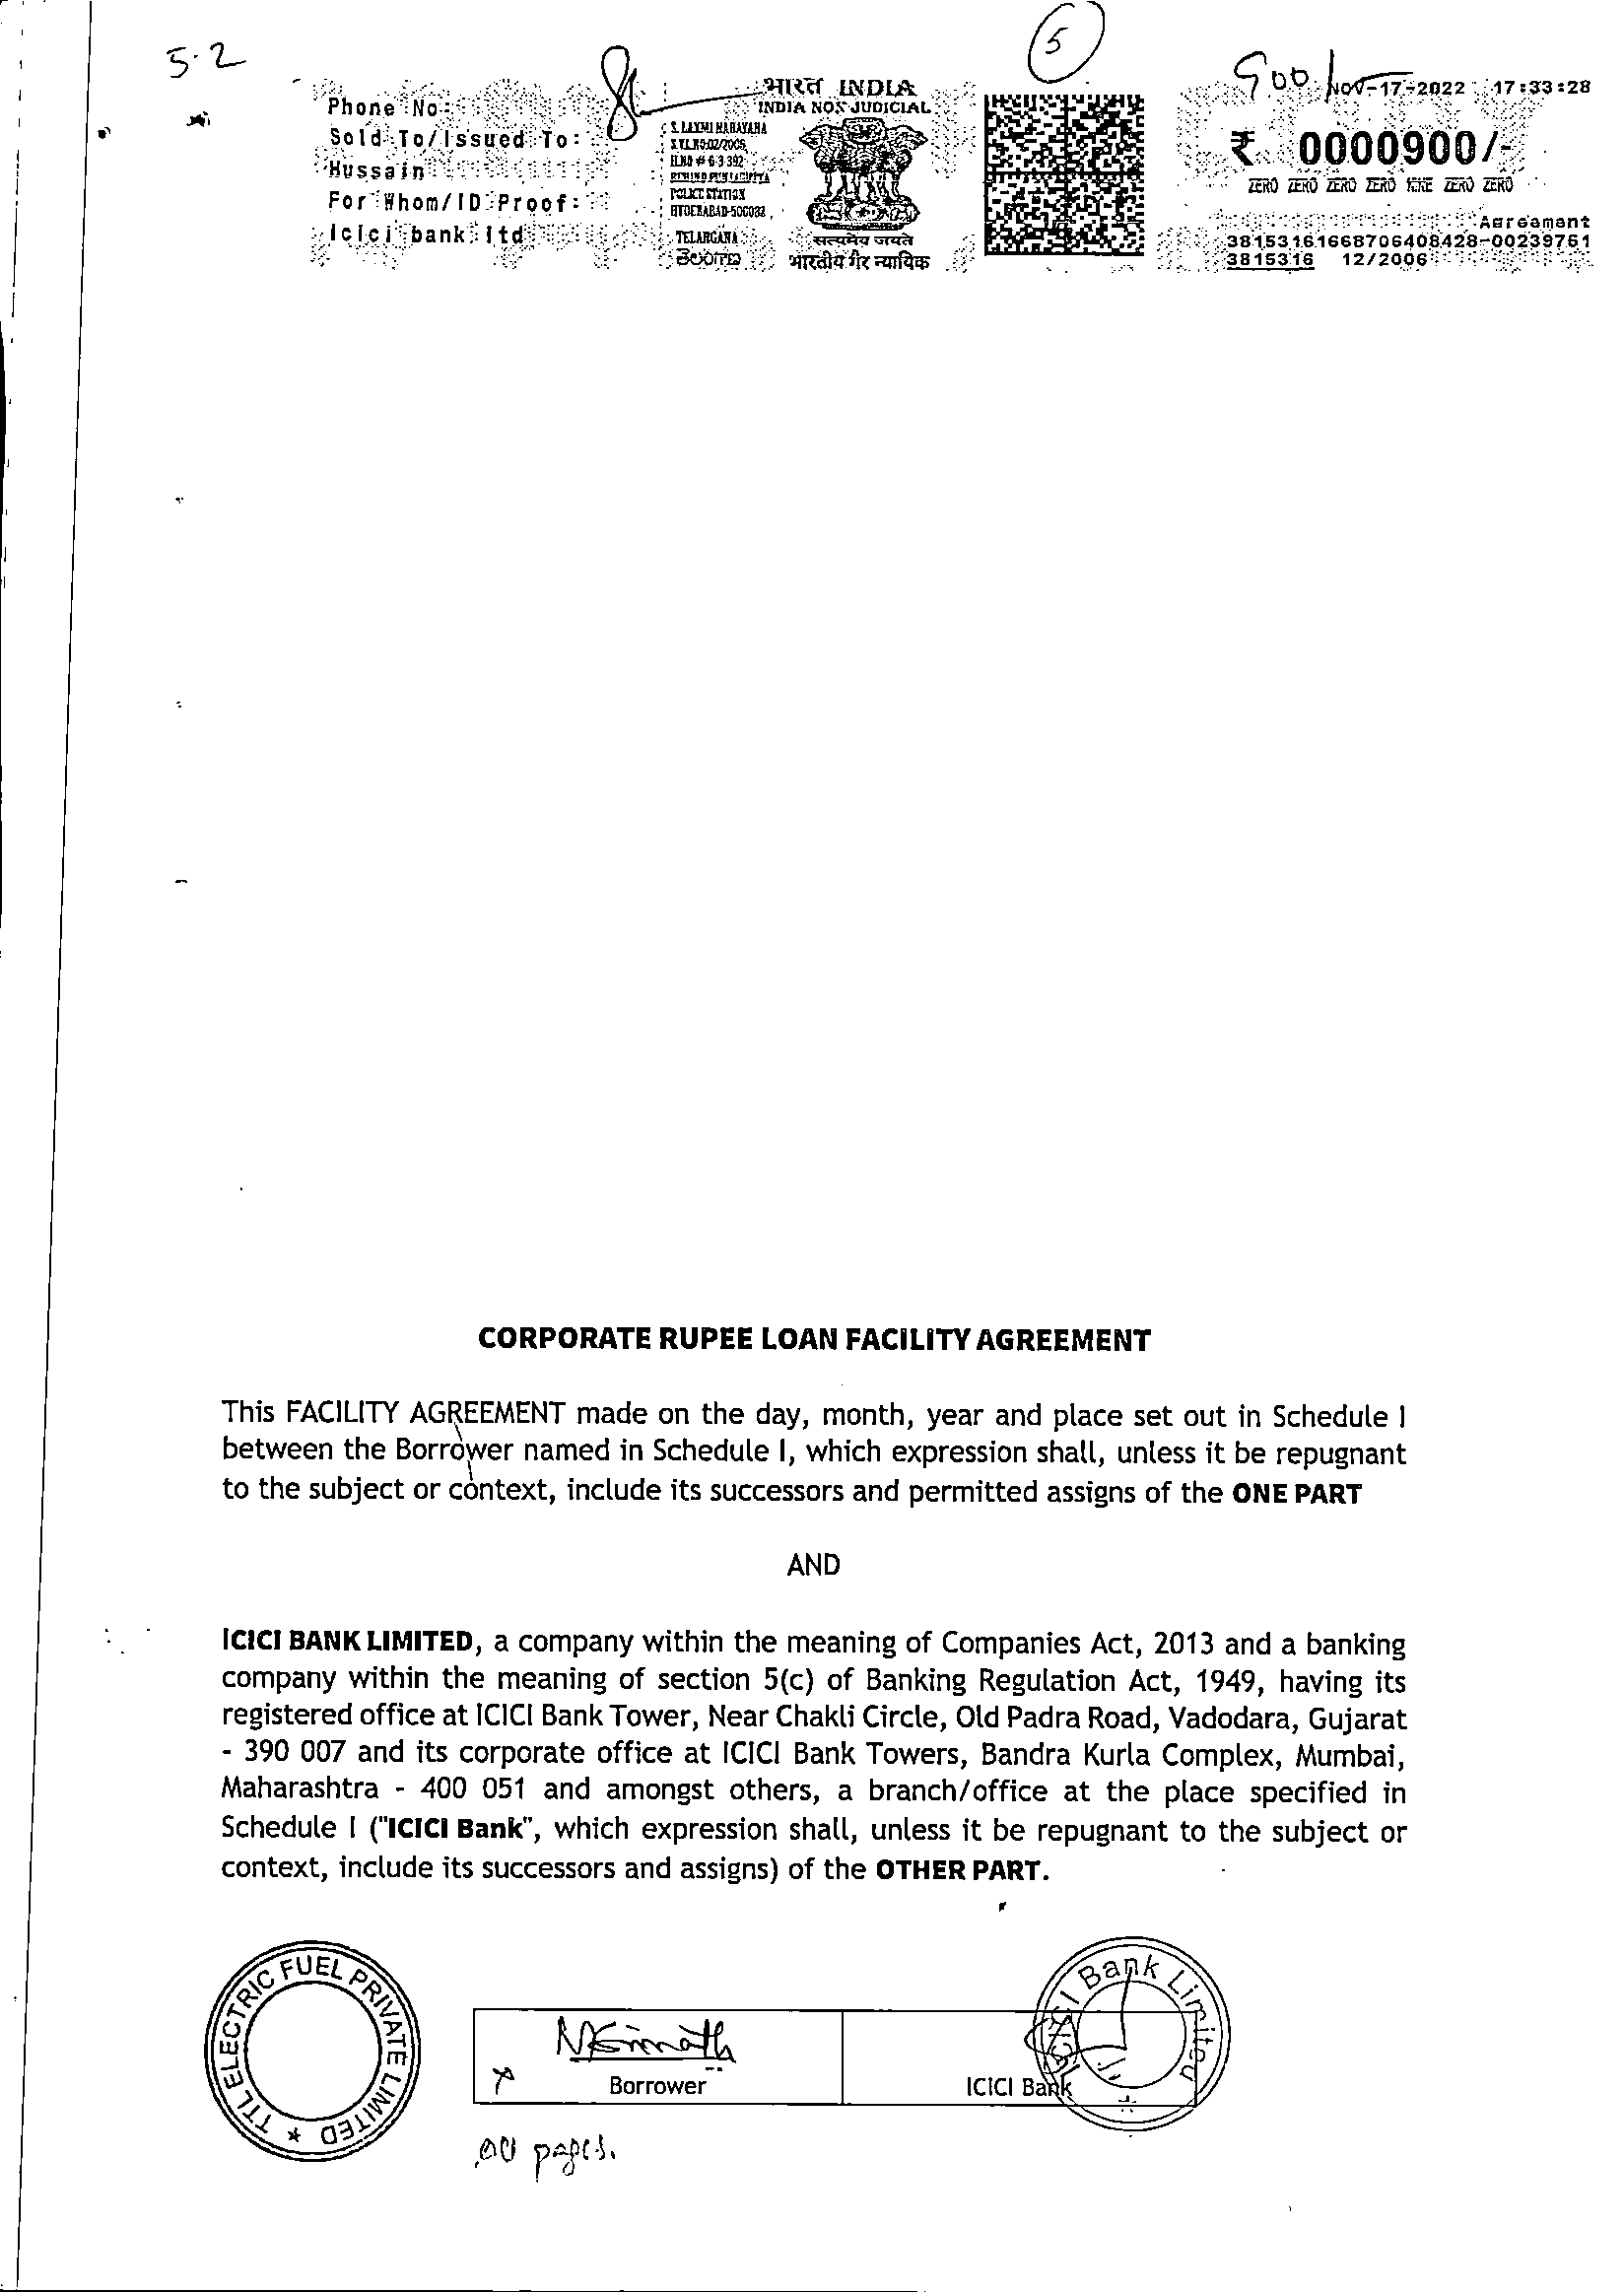 5.2
5
900/-
Phone No:
Sold To/Issued To:
Hussain
For Whom/ID Proof:
Icici bank ltd
S. LAXMI NARAYANA
H.NO # 6-3-392
POLICE STATION
HYDERABAD-500082
TELANGANA
भारत INDIA
INDIA NON JUDICIAL
सत्यमेव जयते
भारतीय गैर न्यायिक
NOV-17-2022 17:33:28
₹ 0000900/-
ZERO ZERO ZERO ZERO NINE ZERO ZERO
Agreement
38153161668706408428-00239761
3815316 12/2006
CORPORATE RUPEE LOAN FACILITY AGREEMENT
This FACILITY AGREEMENT made on the day, month, year and place set out in Schedule I
between the Borrower named in Schedule I, which expression shall, unless it be repugnant
to the subject or context, include its successors and permitted assigns of the ONE PART
AND
ICICI BANK LIMITED, a company within the meaning of Companies Act, 2013 and a banking
company within the meaning of section 5(c) of Banking Regulation Act, 1949, having its
registered office at ICICI Bank Tower, Near Chakli Circle, Old Padra Road, Vadodara, Gujarat
- 390 007 and its corporate office at ICICI Bank Towers, Bandra Kurla Complex, Mumbai,
Maharashtra - 400 051 and amongst others, a branch/office at the place specified in
Schedule I ("ICICI Bank", which expression shall, unless it be repugnant to the subject or
context, include its successors and assigns) of the OTHER PART.
TTL ELECTRIC FUEL PRIVATE LIMITED *
Borrower
ICICI Bank
ICICI Bank Limited *
pages.